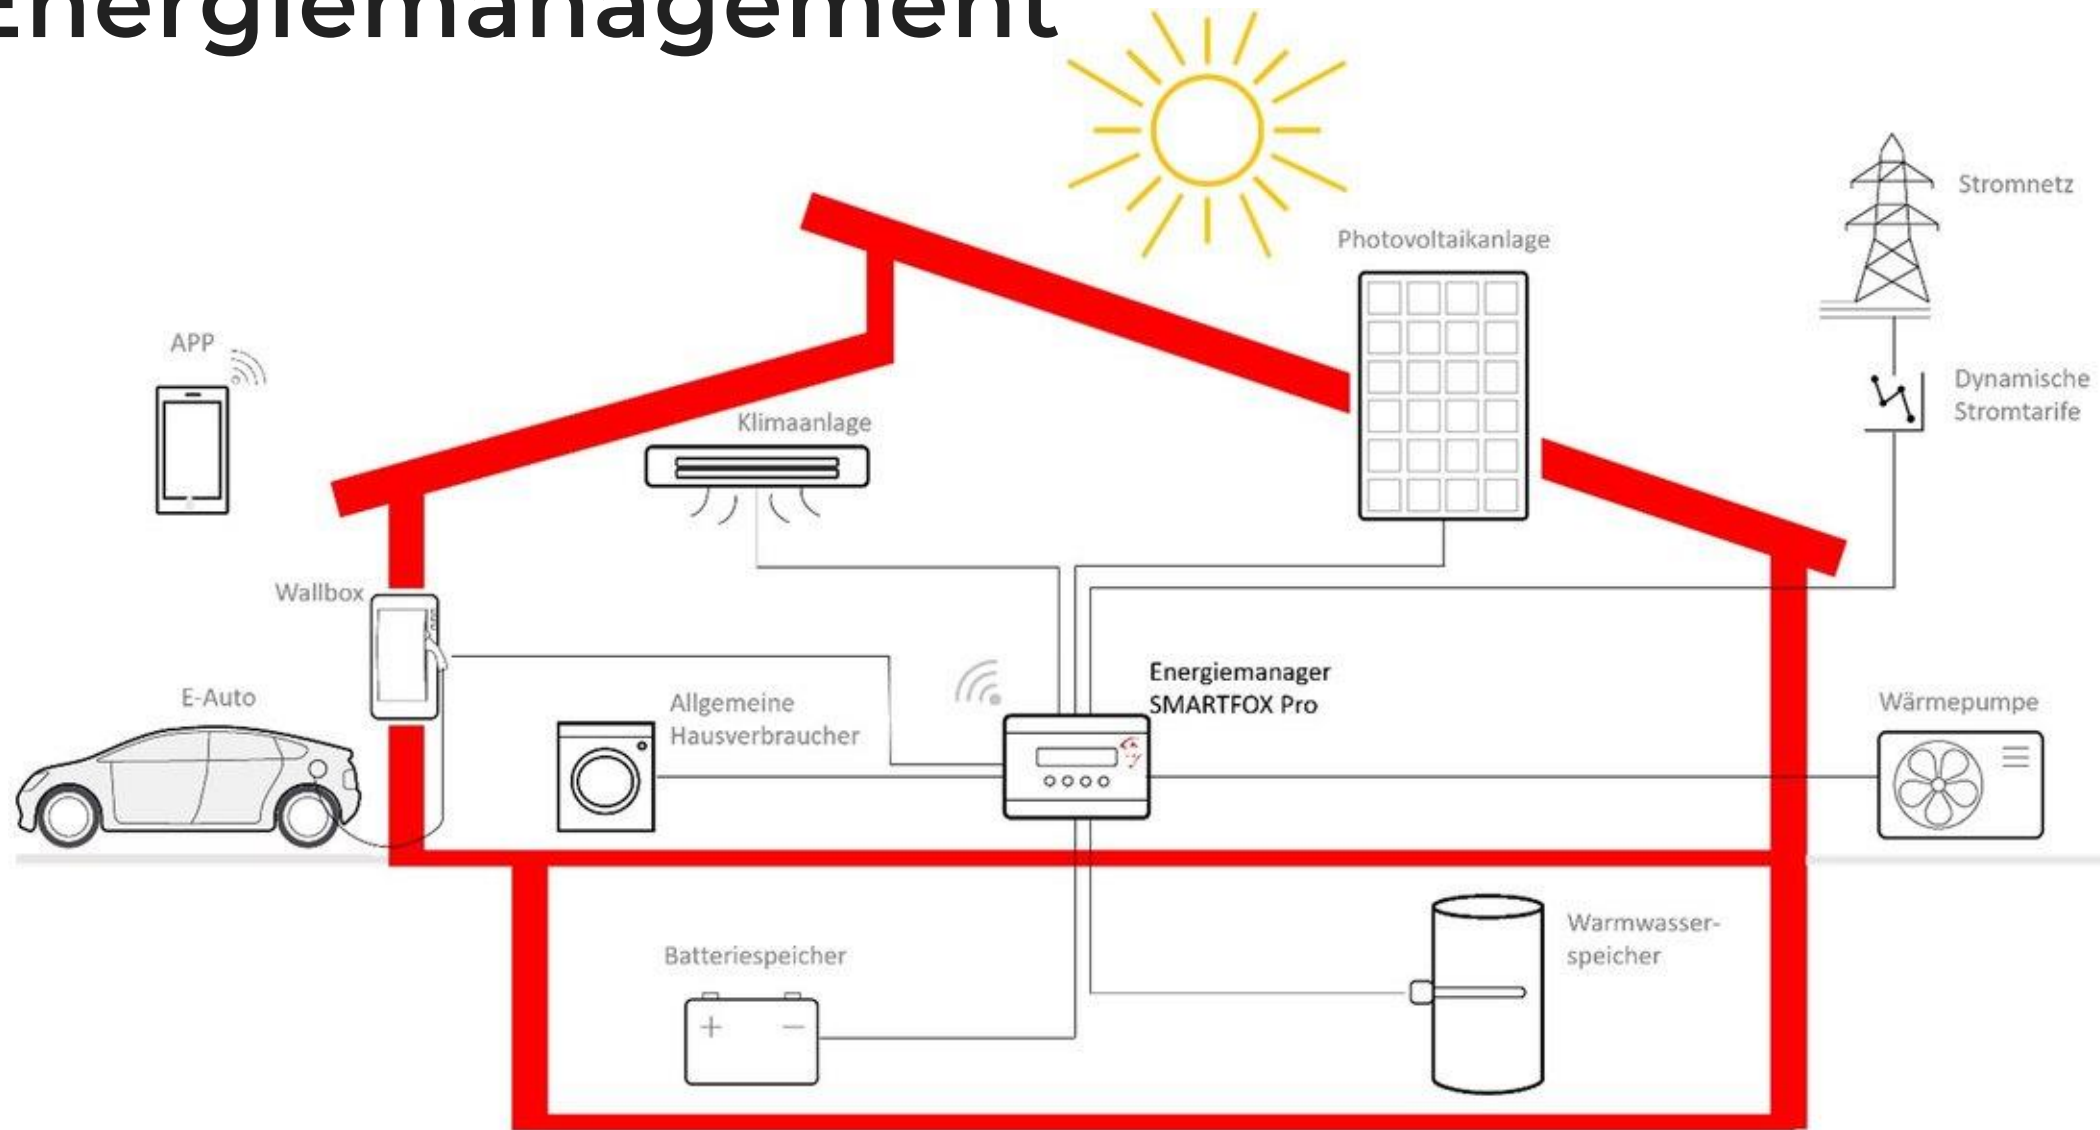 Energiemanagement
Stromnetz
Photovoltaikanlage
APP
Dynamische
Stromtarife
Klimaanlage
Wallbox
Energiemanager
SMARTFOX Pro
E-Auto
Allgemeine
Hausverbraucher
Wärmepumpe
Warmwasser-
speicher
Batteriespeicher
+ −